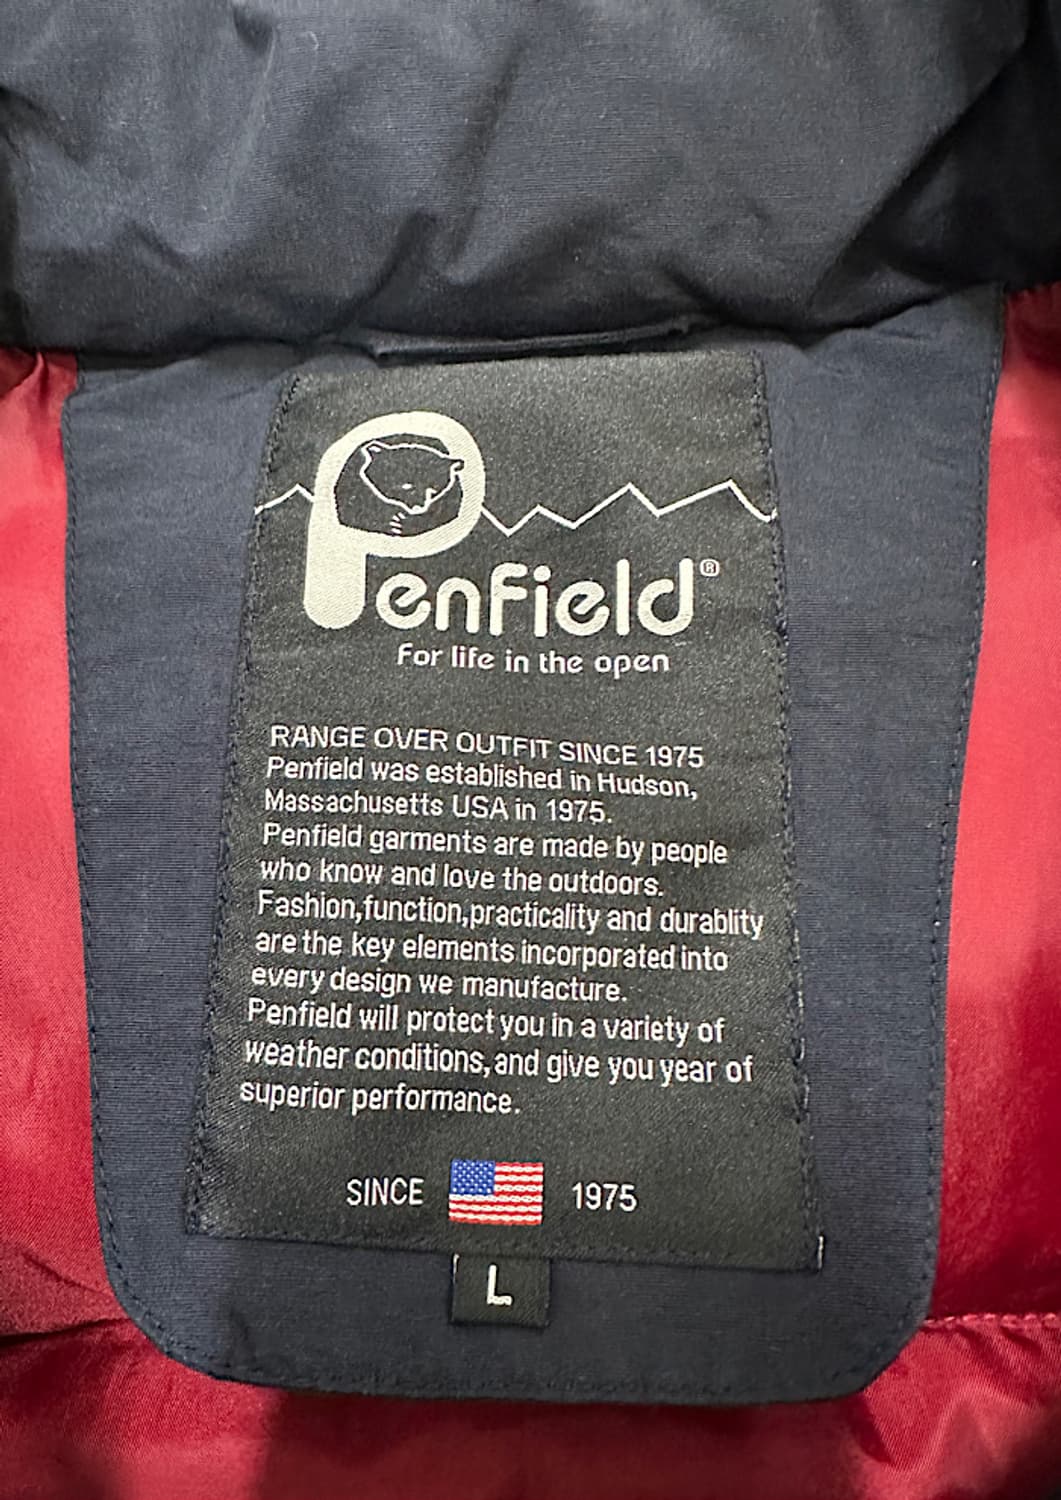 Penfield®
For life in the open
RANGE OVER OUTFIT SINCE 1975
Penfield was established in Hudson,
Massachusetts USA in 1975.
Penfield garments are made by people
who know and love the outdoors.
Fashion,function,practicality and durablity
are the key elements incorporated into
every design we manufacture.
Penfield will protect you in a variety of
weather conditions,and give you year of
superior performance.
SINCE 1975
L